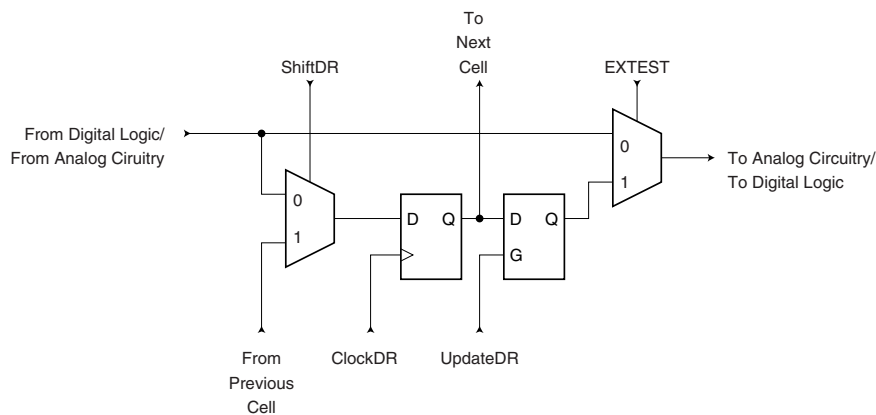 To
Next
Cell
ShiftDR
EXTEST
From Digital Logic/
From Analog Ciruitry
0
1
D Q
D Q
G
0
1
To Analog Circuitry/
To Digital Logic
From
Previous
Cell
ClockDR
UpdateDR